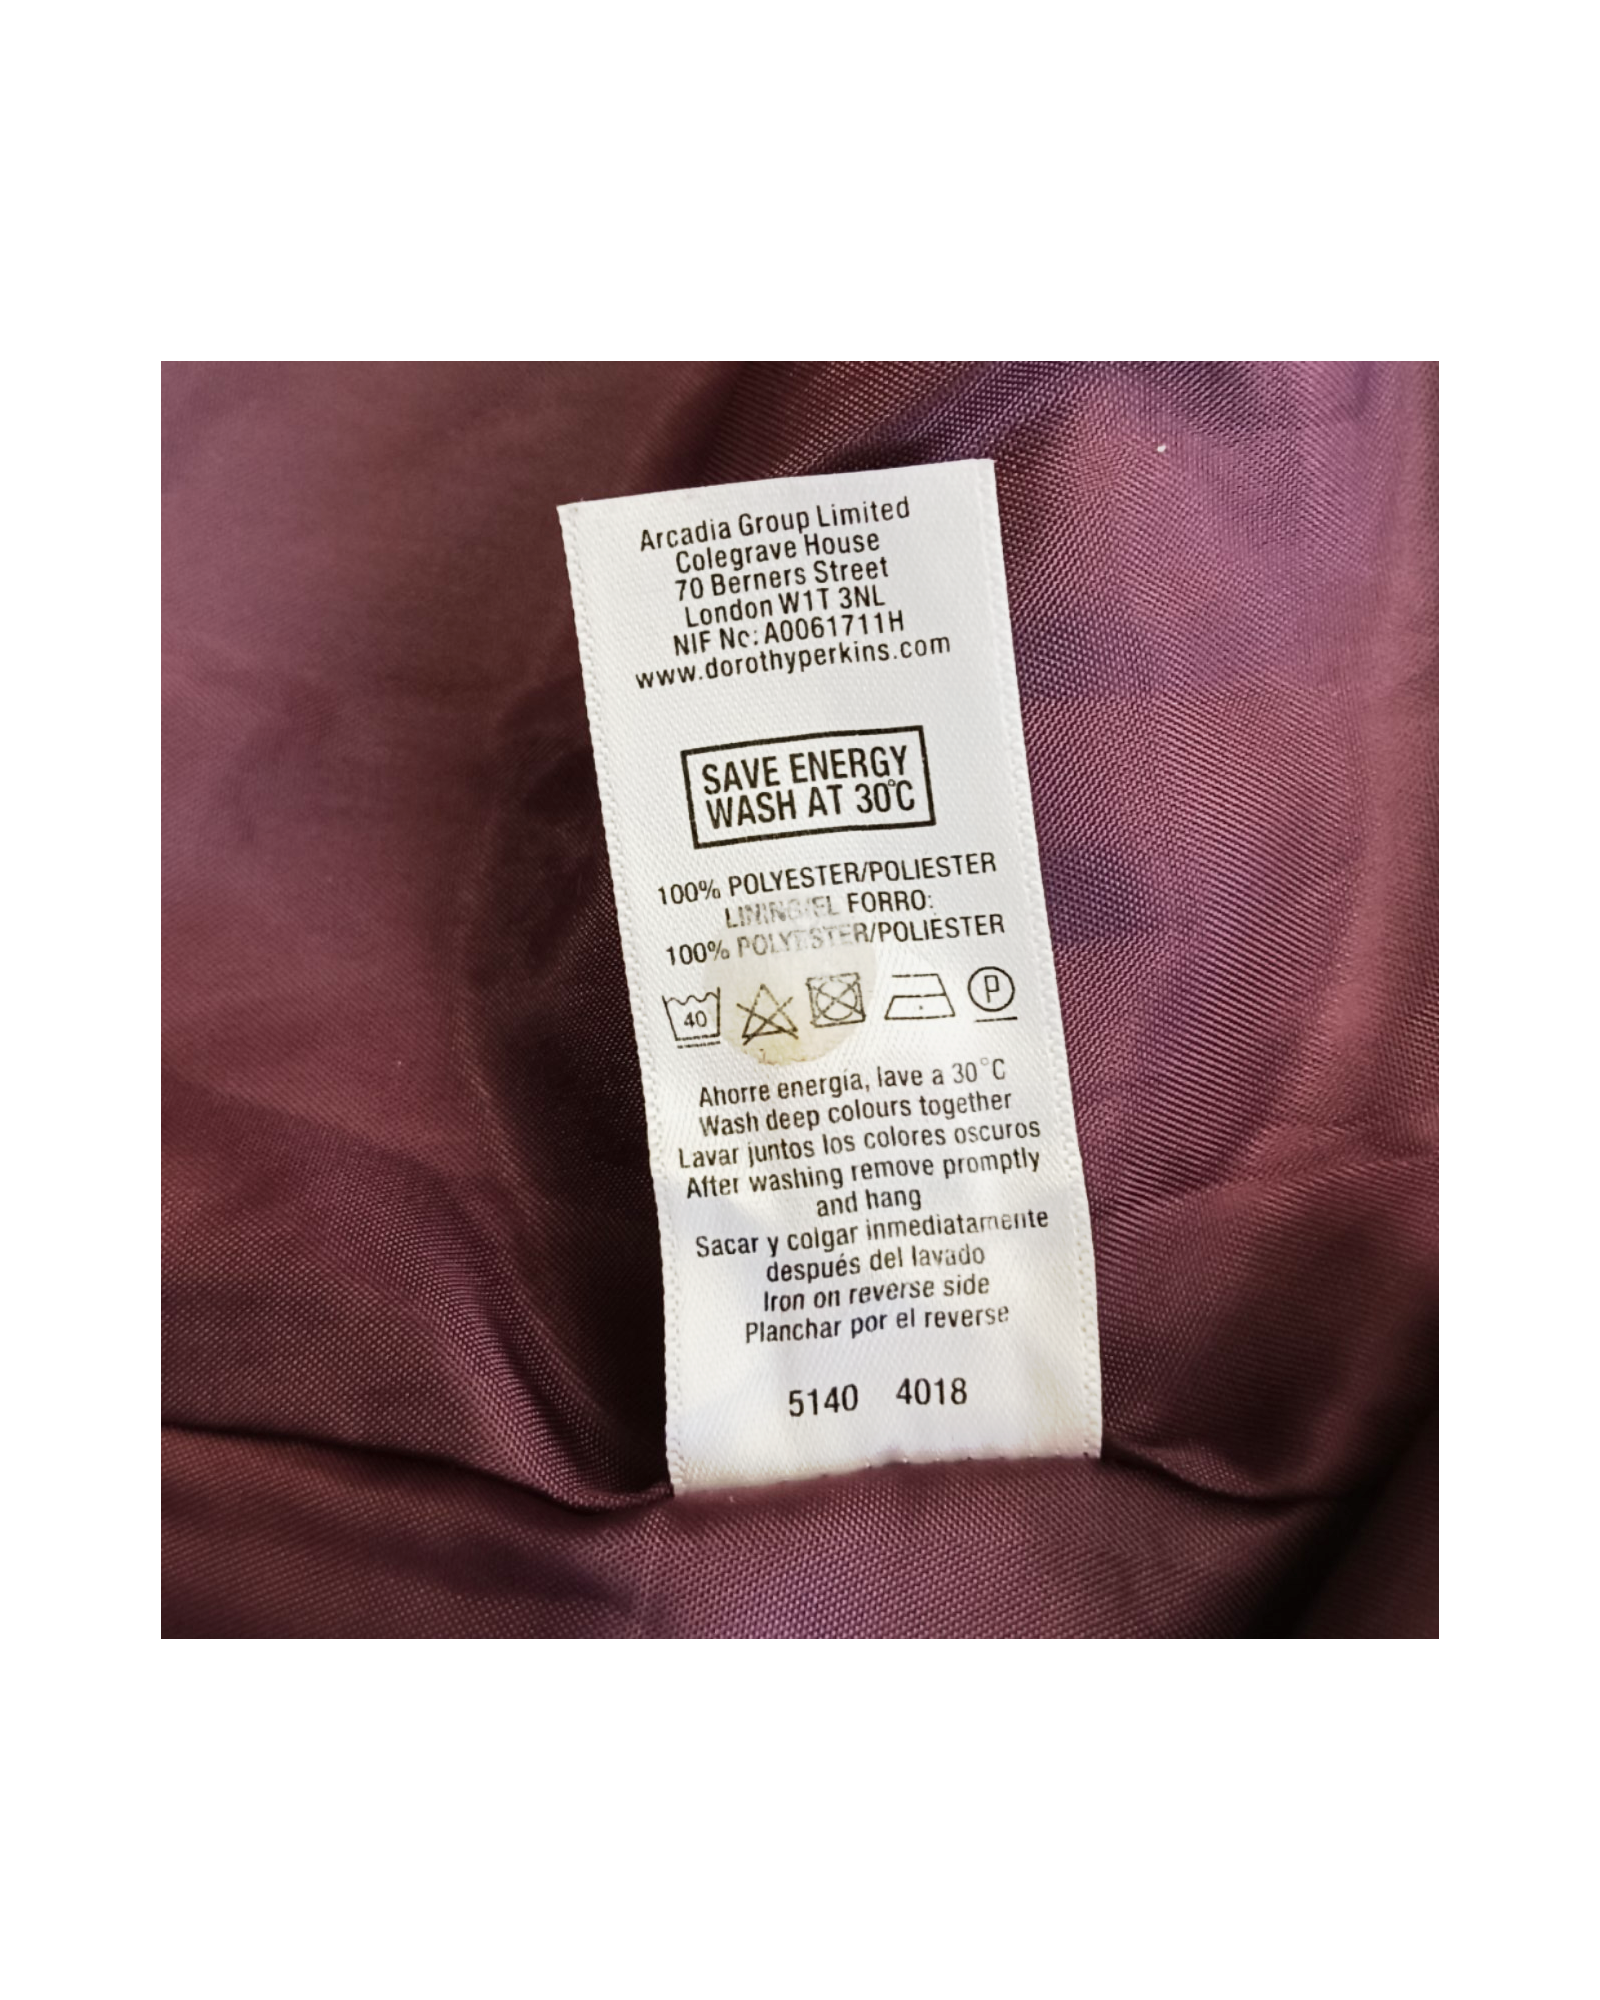 Arcadia Group Limited
Colegrave House
70 Berners Street
London W1T 3NL
NIF No: A0061711H
www.dorothyperkins.com
SAVE ENERGY
WASH AT 30°C
100% POLYESTER/POLIESTER
LINING/EL FORRO:
100% POLYESTER/POLIESTER
40 P
Ahorre energía, lave a 30°C
Wash deep colours together
Lavar juntos los colores oscuros
After washing remove promptly
and hang
Sacar y colgar inmediatamente
después del lavado
Iron on reverse side
Planchar por el reverse
5140 4018